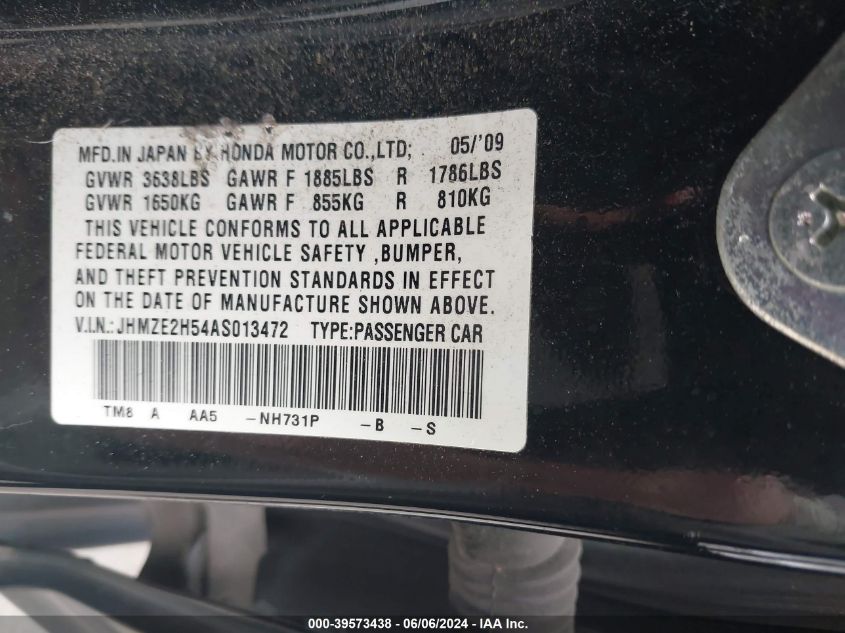 MFD.IN JAPAN BY HONDA MOTOR CO.,LTD; 05/'09
GVWR 3638LBS GAWR F 1885LBS R 1786LBS
GVWR 1650KG GAWR F 855KG R 810KG
THIS VEHICLE CONFORMS TO ALL APPLICABLE
FEDERAL MOTOR VEHICLE SAFETY ,BUMPER,
AND THEFT PREVENTION STANDARDS IN EFFECT
ON THE DATE OF MANUFACTURE SHOWN ABOVE.
V.I.N.: JHMZE2H54AS013472 TYPE:PASSENGER CAR
TM8 A AA5 -NH731P -B -S
000-39573438 - 06/06/2024 - IAA Inc.